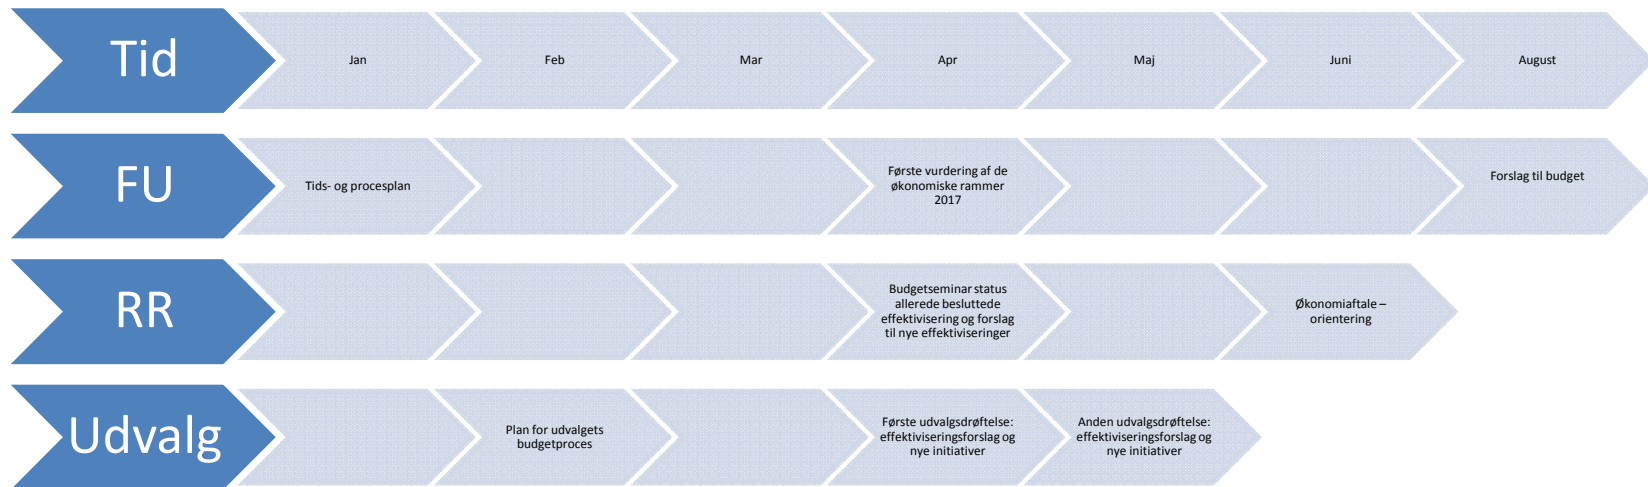 Tid
Jan
Feb
Mar
Apr
Maj
Juni
August
FU
Tids- og procesplan
Første vurdering af de
økonomiske rammer
2017
Forslag til budget
RR
Budgetseminar status
allerede besluttede
effektivisering og forslag
til nye effektiviseringer
Økonomiaftale –
orientering
Udvalg
Plan for udvalgets
budgetproces
Første udvalgsdrøftelse:
effektiviseringsforslag og
nye initiativer
Anden udvalgsdrøftelse:
effektiviseringsforslag og
nye initiativer